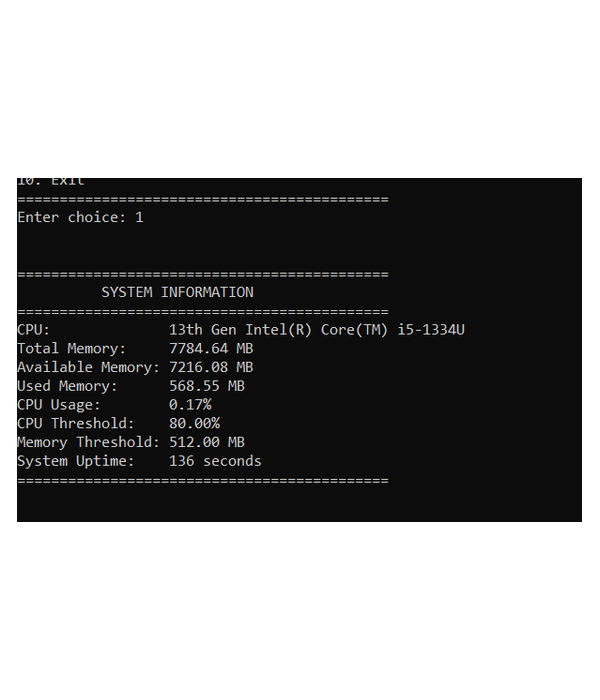 10. Exit
============================================
Enter choice: 1
============================================
          SYSTEM INFORMATION
============================================
CPU:              13th Gen Intel(R) Core(TM) i5-1334U
Total Memory:     7784.64 MB
Available Memory: 7216.08 MB
Used Memory:      568.55 MB
CPU Usage:        0.17%
CPU Threshold:    80.00%
Memory Threshold: 512.00 MB
System Uptime:    136 seconds
============================================